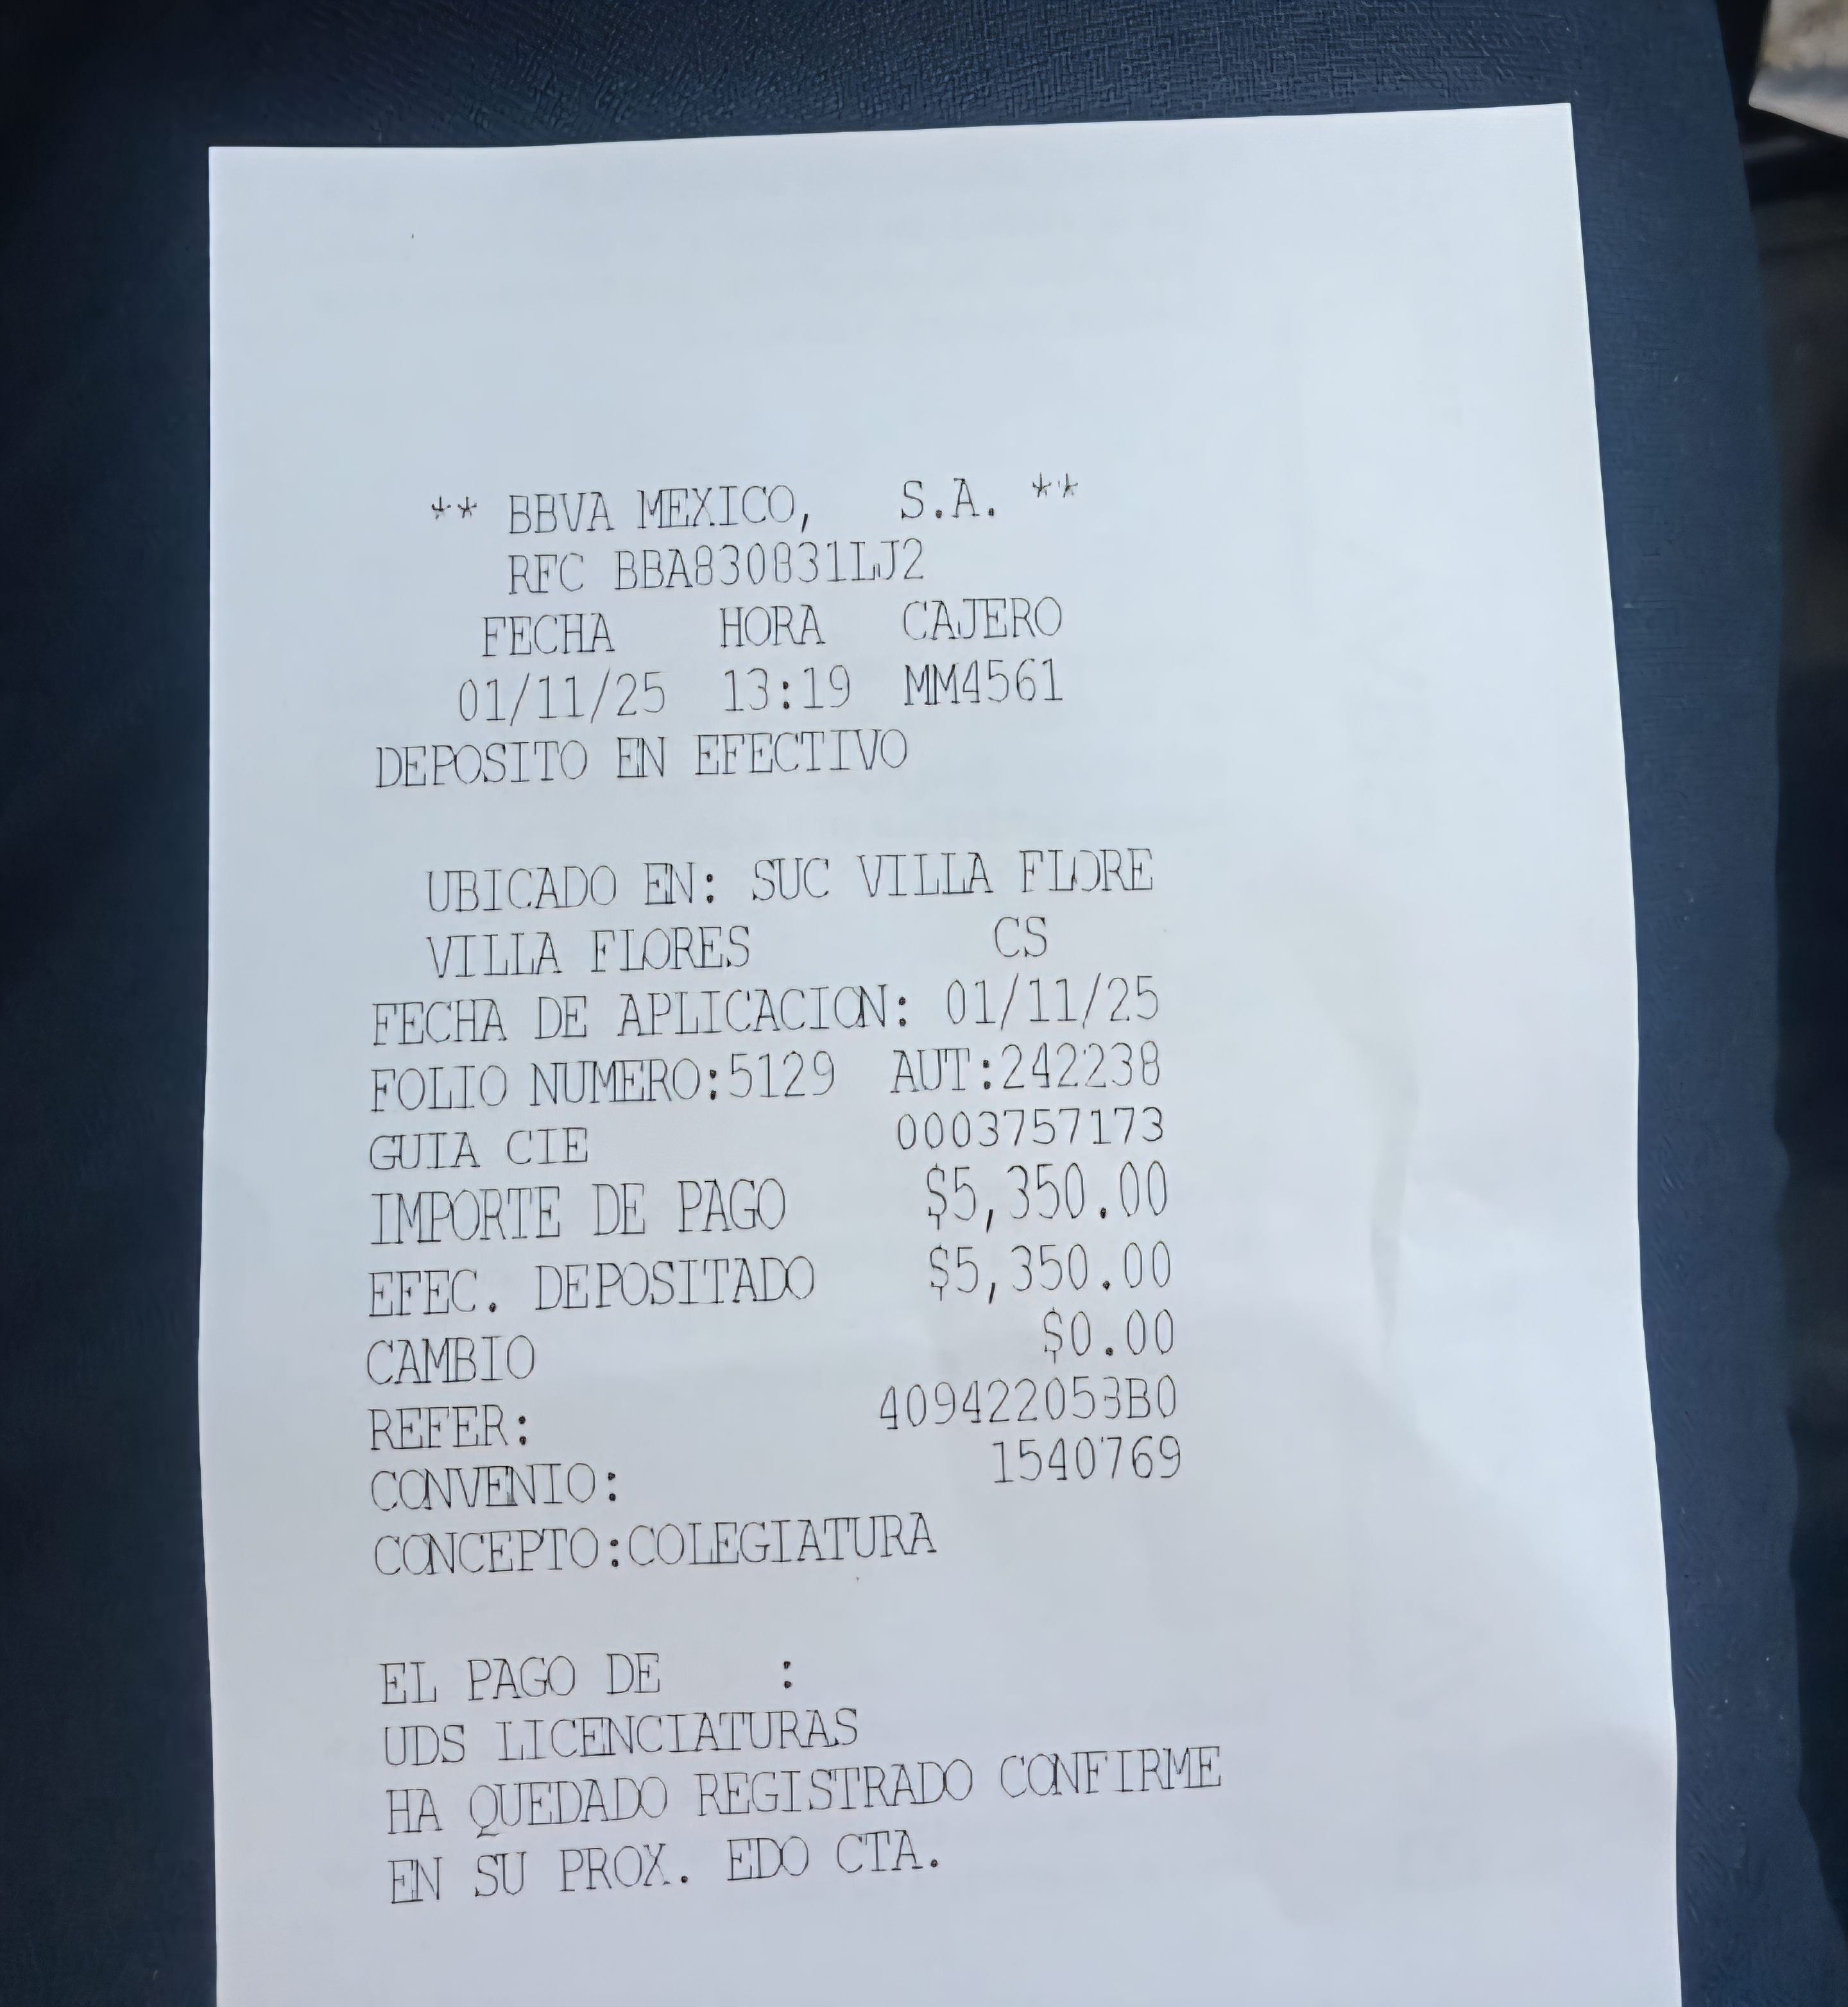 ** BBVA MEXICO, S.A. **
RFC BBA830831LJ2
FECHA HORA CAJERO
01/11/25 13:19 MM4561
DEPOSITO EN EFECTIVO
UBICADO EN: SUC VILLA FLORE
VILLA FLORES CS
FECHA DE APLICACION: 01/11/25
FOLIO NUMERO:5129 AUT:242238
GUIA CIE 0003757173
IMPORTE DE PAGO $5,350.00
EFEC. DEPOSITADO $5,350.00
CAMBIO $0.00
REFER: 409422053B0
CONVENIO: 1540769
CONCEPTO:COLEGIATURA
EL PAGO DE :
UDS LICENCIATURAS
HA QUEDADO REGISTRADO CONFIRME
EN SU PROX. EDO CTA.